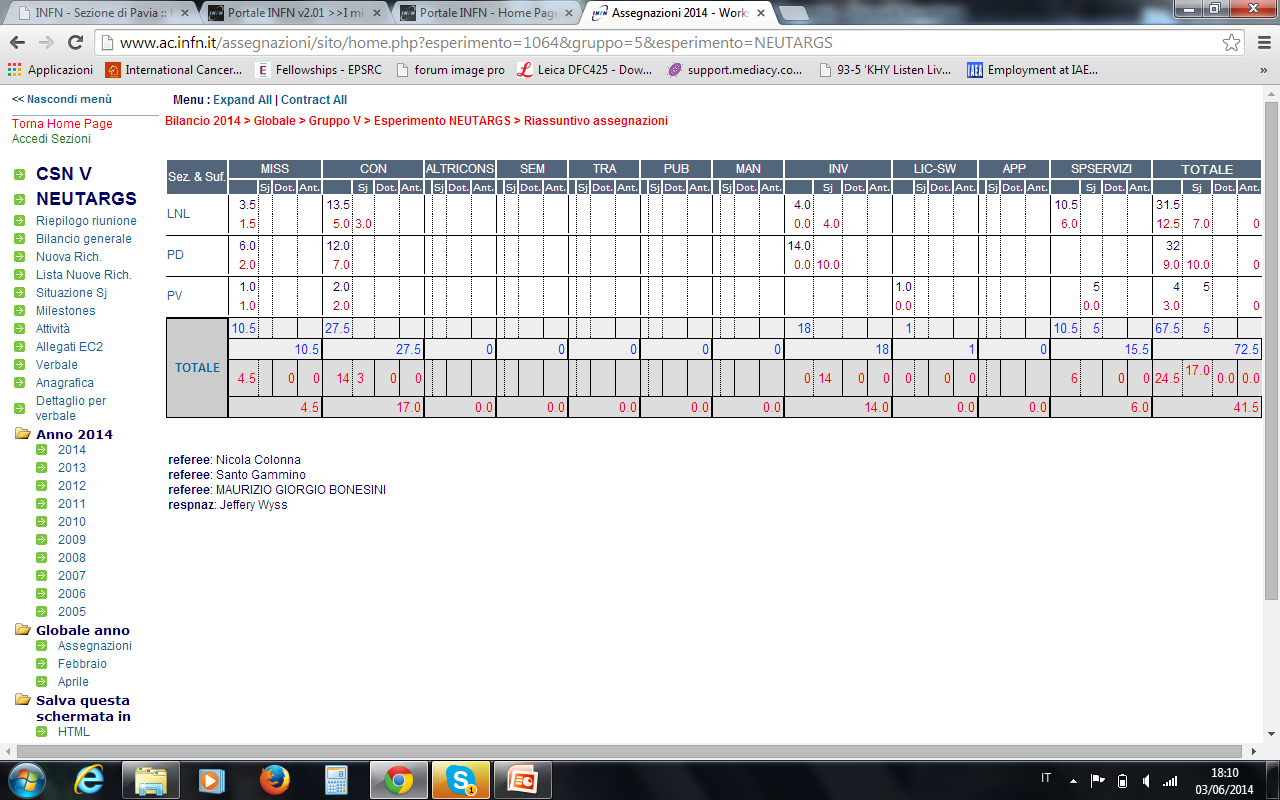 INFN - Sezione di Pavia ::
Portale INFN v2.01 >>I mi
Portale INFN - Home Page
Assegnazioni 2014 - Works
www.ac.infn.it/assegnazioni/sito/home.php?esperimento=1064&gruppo=5&esperimento=NEUTARGS
Applicazioni International Cancer... Fellowships - EPSRC forum image pro Leica DFC425 - Dow... support.mediacy.co... 93-5 'KHY Listen Liv... Employment at IAE... »
<< Nascondi menù
Torna Home Page
Accedi Sezioni
CSN V
NEUTARGS
Riepilogo riunione
Bilancio generale
Nuova Rich.
Lista Nuove Rich.
Situazione Sj
Milestones
Attività
Allegati EC2
Verbale
Anagrafica
Dettaglio per
verbale
Anno 2014
2014
2013
2012
2011
2010
2009
2008
2007
2006
2005
Globale anno
Assegnazioni
Febbraio
Aprile
Salva questa
schermata in
HTML
Menu : Expand All | Contract All
Bilancio 2014 > Globale > Gruppo V > Esperimento NEUTARGS > Riassuntivo assegnazioni
Sez. & Suf. MISS CON ALTRICONS SEM TRA PUB MAN INV LIC-SW APP SPSERVIZI TOTALE
Sj Dot. Ant. Sj Dot. Ant. Sj Dot. Ant. Sj Dot. Ant. Sj Dot. Ant. Sj Dot. Ant. Sj Dot. Ant. Sj Dot. Ant. Sj Dot. Ant. Sj Dot. Ant. Sj Dot. Ant. Sj Dot. Ant.
LNL 3.5 13.5 4.0 10.5 31.5
1.5 5.0 3.0 0.0 4.0 6.0 12.5 7.0 0
PD 6.0 12.0 14.0 32
2.0 7.0 0.0 10.0 9.0 10.0 0
PV 1.0 2.0 1.0 5 4 5
1.0 2.0 0.0 0.0 3.0 0
TOTALE 10.5 27.5 18 1 10.5 5 67.5 5
10.5 27.5 0 0 0 0 0 18 1 0 15.5 72.5
4.5 0 0 14 3 0 0 0 14 0 0 0 0 0 0 6 0 0 24.5 17.0 0.0 0.0
4.5 17.0 0.0 0.0 0.0 0.0 0.0 14.0 0.0 0.0 6.0 41.5
referee: Nicola Colonna
referee: Santo Gammino
referee: MAURIZIO GIORGIO BONESINI
respnaz: Jeffery Wyss
IT
18:10
03/06/2014